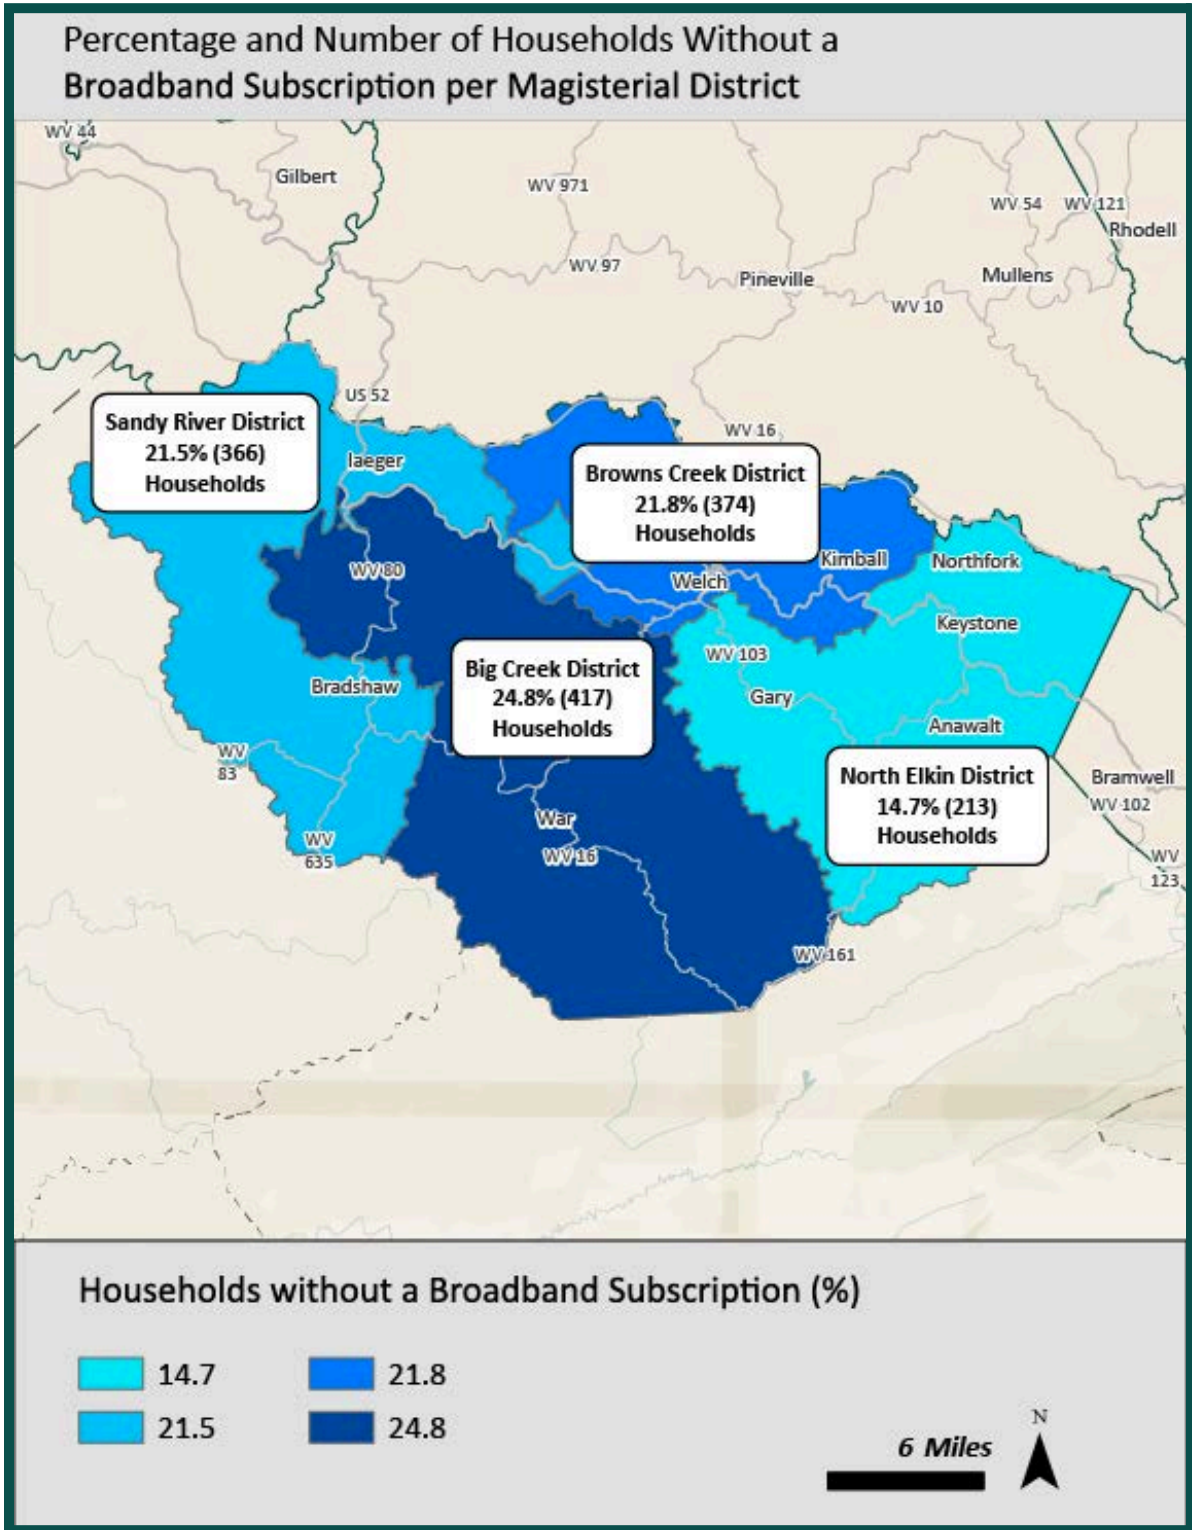 Percentage and Number of Households Without a
Broadband Subscription per Magisterial District
WV 44
Gilbert
WV 971
WV 54
WV 121
Rhodell
WV 97
Pineville
Mullens
WV 10
US 52
WV 16
Sandy River District
21.5% (366)
Households
Iaeger
Browns Creek District
21.8% (374)
Households
Kimball
Northfork
WV 80
Welch
Keystone
WV 103
Big Creek District
24.8% (417)
Households
Bradshaw
Gary
Anawalt
WV
83
North Elkin District
14.7% (213)
Households
Bramwell
WV 102
War
WV 16
WV
635
WV
123
WV 161
Households without a Broadband Subscription (%)
14.7
21.8
21.5
24.8
N
6 Miles